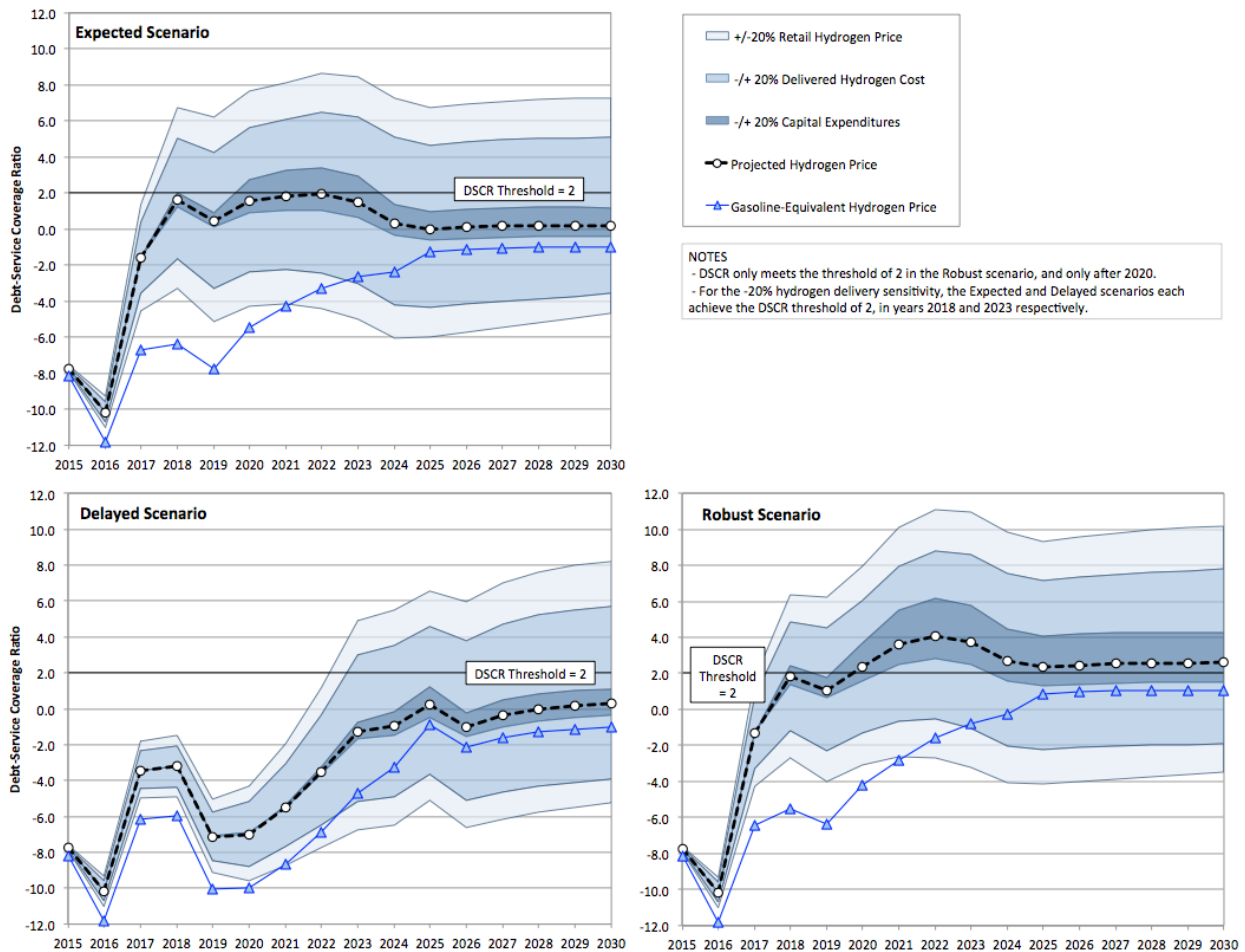 Expected Scenario
Debt-Service Coverage Ratio
12.0
10.0
8.0
6.0
4.0
2.0
0.0
-2.0
-4.0
-6.0
-8.0
-10.0
-12.0
DSCR Threshold = 2
2015 2016 2017 2018 2019 2020 2021 2022 2023 2024 2025 2026 2027 2028 2029 2030
+/-20% Retail Hydrogen Price
-/+ 20% Delivered Hydrogen Cost
-/+ 20% Capital Expenditures
Projected Hydrogen Price
Gasoline-Equivalent Hydrogen Price
NOTES
- DSCR only meets the threshold of 2 in the Robust scenario, and only after 2020.
- For the -20% hydrogen delivery sensitivity, the Expected and Delayed scenarios each
achieve the DSCR threshold of 2, in years 2018 and 2023 respectively.
Delayed Scenario
Debt-Service Coverage Ratio
12.0
10.0
8.0
6.0
4.0
2.0
0.0
-2.0
-4.0
-6.0
-8.0
-10.0
-12.0
DSCR Threshold = 2
2015 2016 2017 2018 2019 2020 2021 2022 2023 2024 2025 2026 2027 2028 2029 2030
Robust Scenario
12.0
10.0
8.0
6.0
4.0
2.0
0.0
-2.0
-4.0
-6.0
-8.0
-10.0
-12.0
DSCR
Threshold
= 2
2015 2016 2017 2018 2019 2020 2021 2022 2023 2024 2025 2026 2027 2028 2029 2030